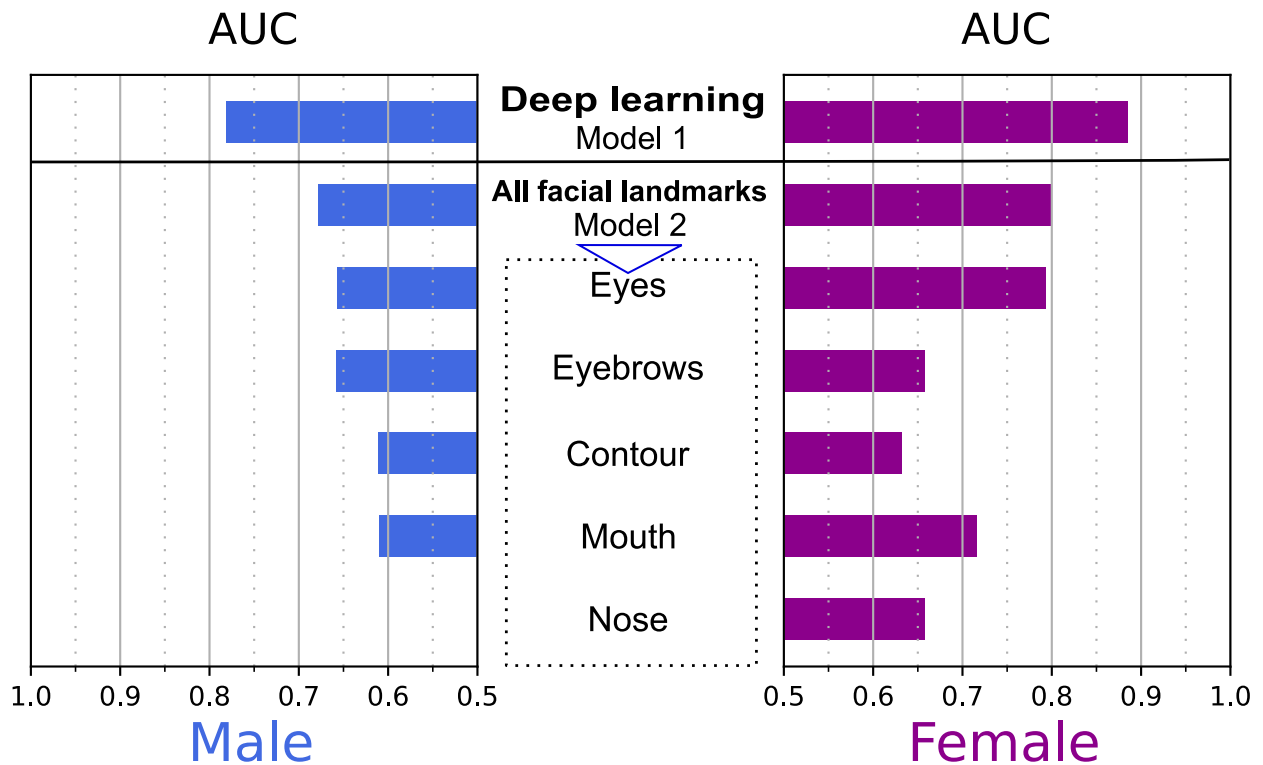 AUC
AUC
Deep learning
Model 1
All facial landmarks
Model 2
Eyes
Eyebrows
Contour
Mouth
Nose
1.0 0.9 0.8 0.7 0.6 0.5
0.5 0.6 0.7 0.8 0.9 1.0
Male
Female